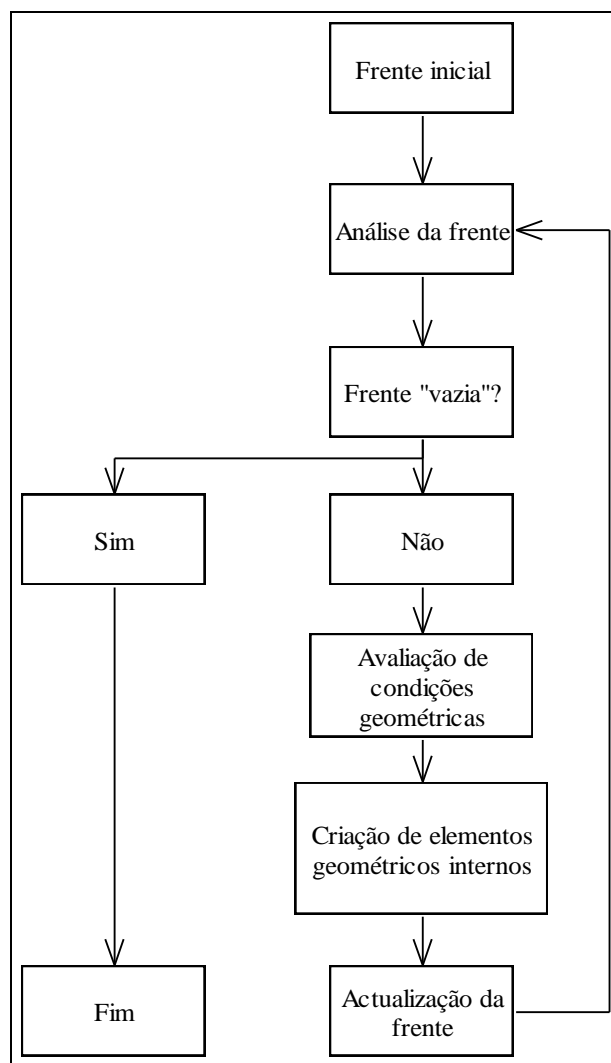 Frente inicial
Análise da frente
Frente "vazia"?
Sim
Não
Avaliação de
condições
geométricas
Criação de elementos
geométricos internos
Fim
Actualização da
frente